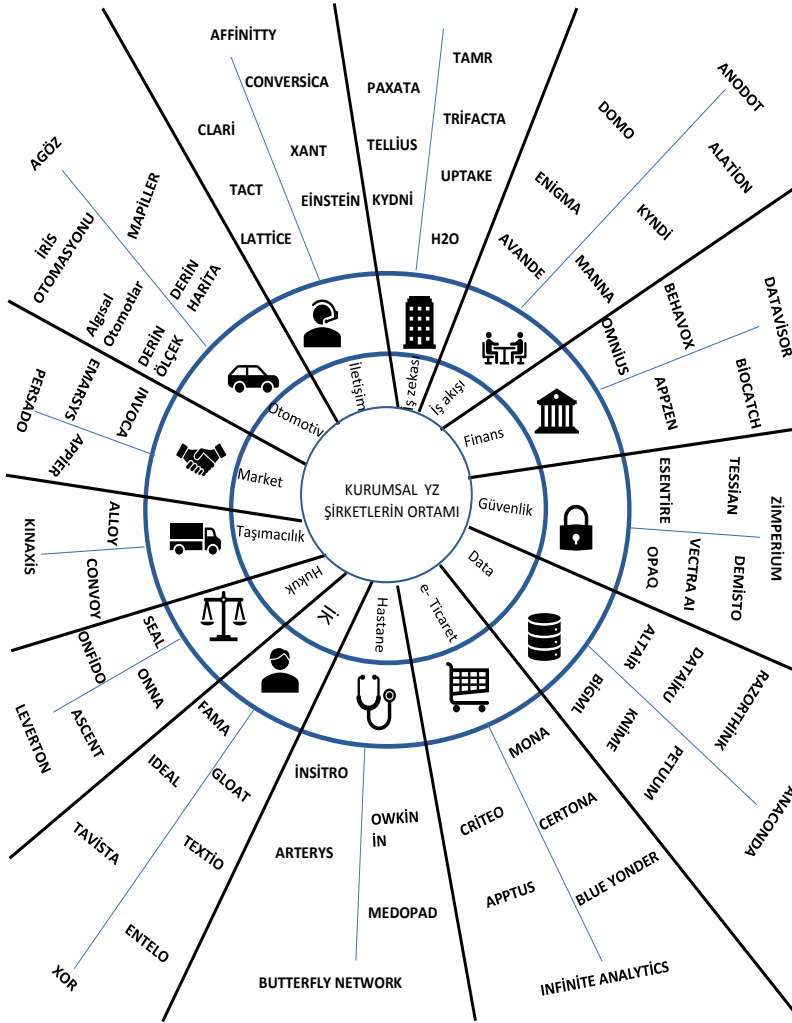 KURUMSAL YZ
ŞİRKETLERİN ORTAMI
İletişim
AFFİNİTTY
CONVERSİCA
CLARİ
XANT
TACT
EİNSTEİN
LATTİCE
İş zekası
TAMR
PAXATA
TRİFACTA
TELLİUS
UPTAKE
KYDNİ
H2O
İş akışı
ANODOT
DOMO
ALATİON
ENİGMA
KYNDİ
AVANDE
MANNA
Finans
DATAVİSOR
BEHAVOX
OMNİUS
BİOCATCH
APPZEN
Güvenlik
TESSİAN
ESENTİRE
ZİMPERİUM
VECTRA AI
OPAQ
DEMİSTO
Data
ALTAİR
DATAIKU
RAZORTHİNK
BİGML
KNIME
PETUUM
ANACONDA
e- Ticaret
MONA
CRİTEO
CERTONA
APPTUS
BLUE YONDER
INFİNİTE ANALYTİCS
Hastane
İNSİTRO
OWKİN
İN
ARTERYS
MEDOPAD
BUTTERFLY NETWORK
İK
FAMA
İDEAL
GLOAT
TAVİSTA
TEXTİO
ENTELO
XOR
Hukuk
SEAL
ONFİDO
ONNA
ASCENT
LEVERTON
Taşımacılık
ALLOY
KINAXİS
CONVOY
Market
EMARSYS
PERSADO
INVOCA
APPİER
Otomotiv
AGÖZ
MAPİLLER
İRİS
OTOMASYONU
DERİN
HARİTA
Algısal
Otomotlar
DERİN
ÖLÇEK